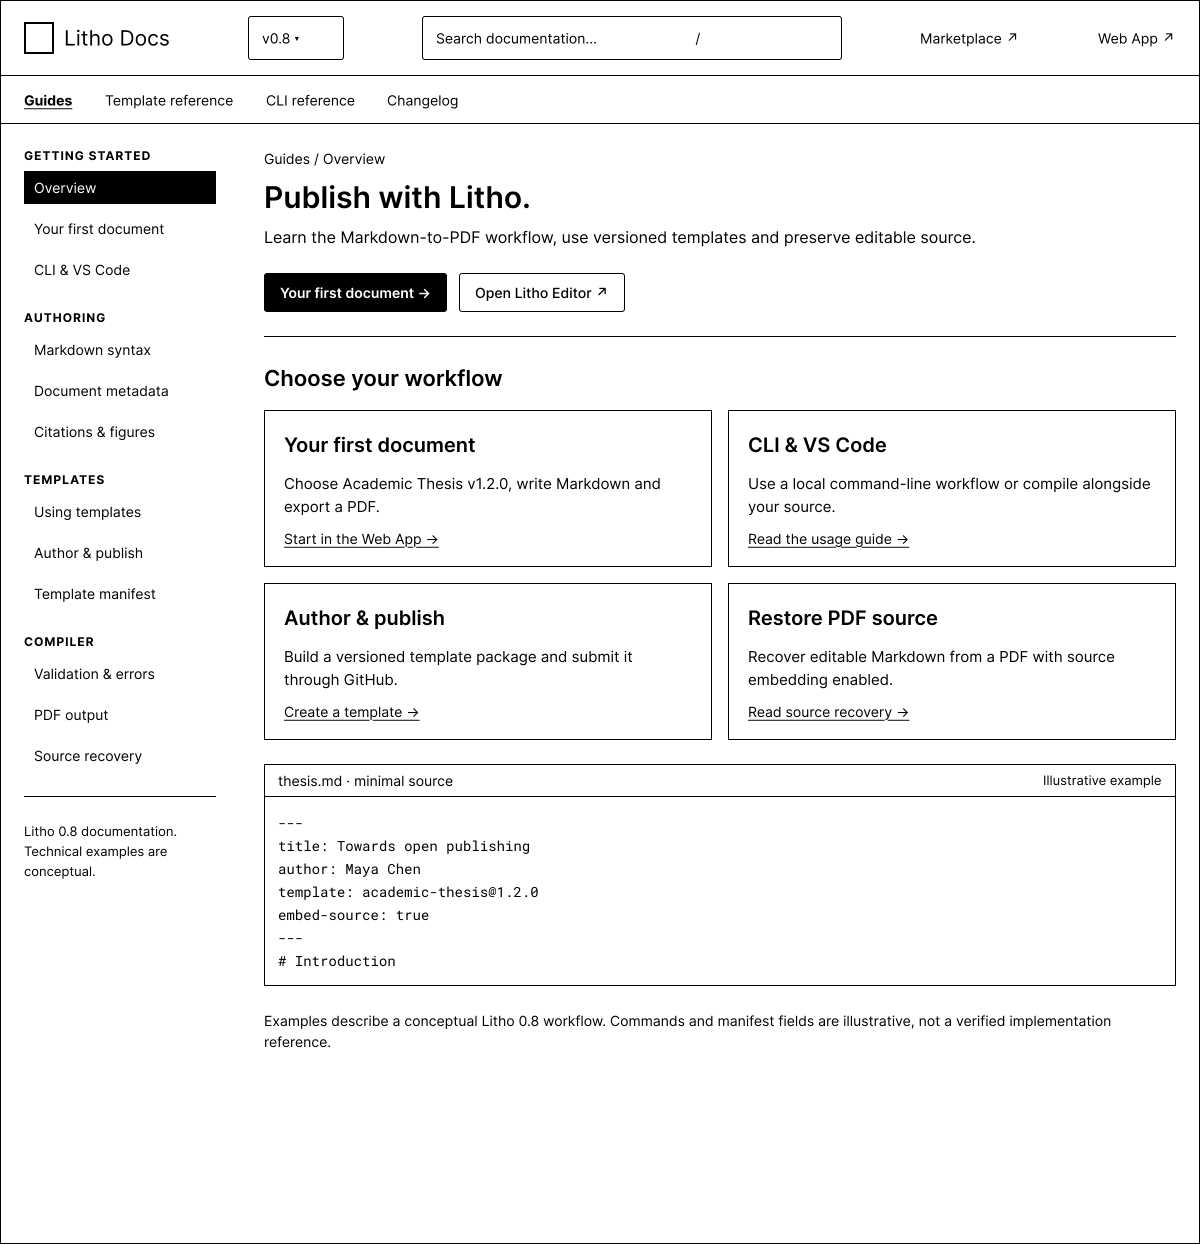 Litho Docs
v0.8 ▾
Search documentation... /
Marketplace ↗
Web App ↗
Guides
Template reference
CLI reference
Changelog
GETTING STARTED
Overview
Your first document
CLI & VS Code
AUTHORING
Markdown syntax
Document metadata
Citations & figures
TEMPLATES
Using templates
Author & publish
Template manifest
COMPILER
Validation & errors
PDF output
Source recovery
Litho 0.8 documentation.
Technical examples are
conceptual.
Guides / Overview
Publish with Litho.
Learn the Markdown-to-PDF workflow, use versioned templates and preserve editable source.
Your first document →
Open Litho Editor ↗
Choose your workflow
Your first document
Choose Academic Thesis v1.2.0, write Markdown and
export a PDF.
Start in the Web App →
CLI & VS Code
Use a local command-line workflow or compile alongside
your source.
Read the usage guide →
Author & publish
Build a versioned template package and submit it
through GitHub.
Create a template →
Restore PDF source
Recover editable Markdown from a PDF with source
embedding enabled.
Read source recovery →
thesis.md · minimal source
Illustrative example
---
title: Towards open publishing
author: Maya Chen
template: academic-thesis@1.2.0
embed-source: true
---
# Introduction
Examples describe a conceptual Litho 0.8 workflow. Commands and manifest fields are illustrative, not a verified implementation
reference.